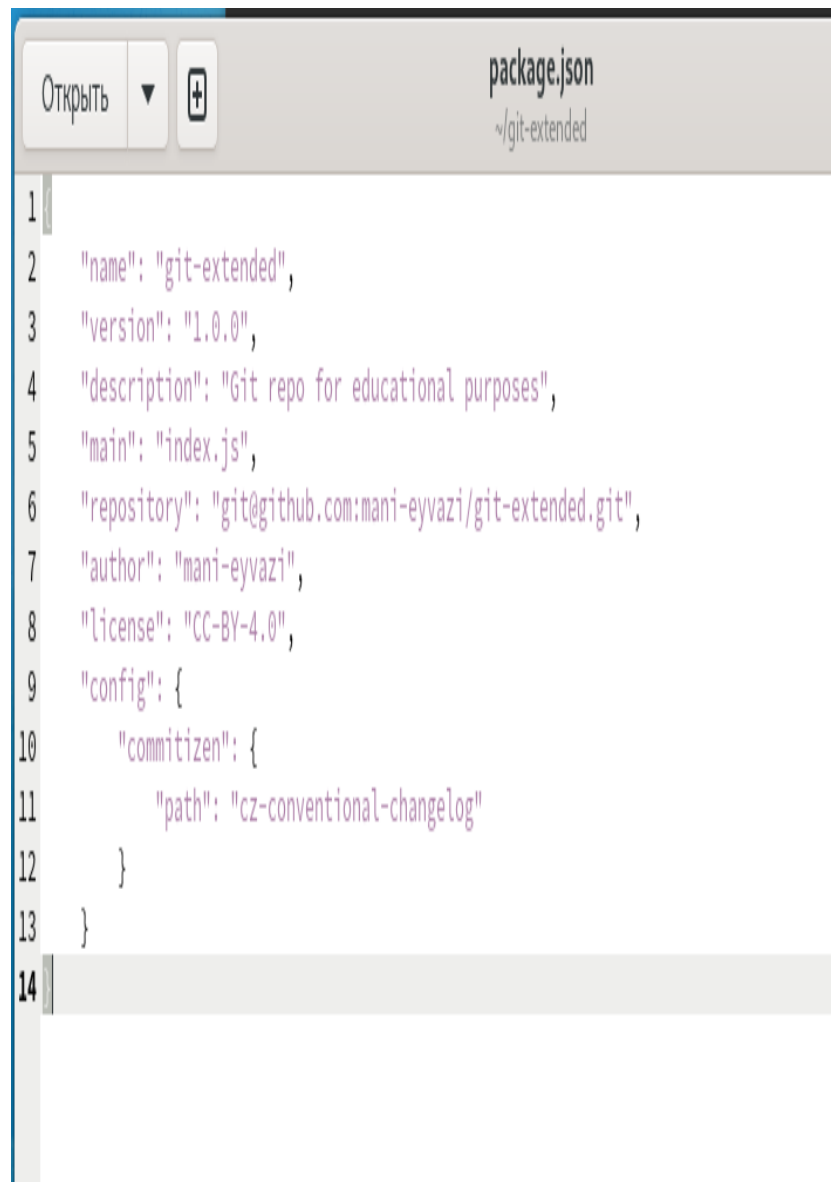 Открыть
package.json
~/git-extended
1 {
2 "name": "git-extended",
3 "version": "1.0.0",
4 "description": "Git repo for educational purposes",
5 "main": "index.js",
6 "repository": "git@github.com:mani-eyvazi/git-extended.git",
7 "author": "mani-eyvazi",
8 "license": "CC-BY-4.0",
9 "config": {
10 "commitizen": {
11 "path": "cz-conventional-changelog"
12 }
13 }
14 }